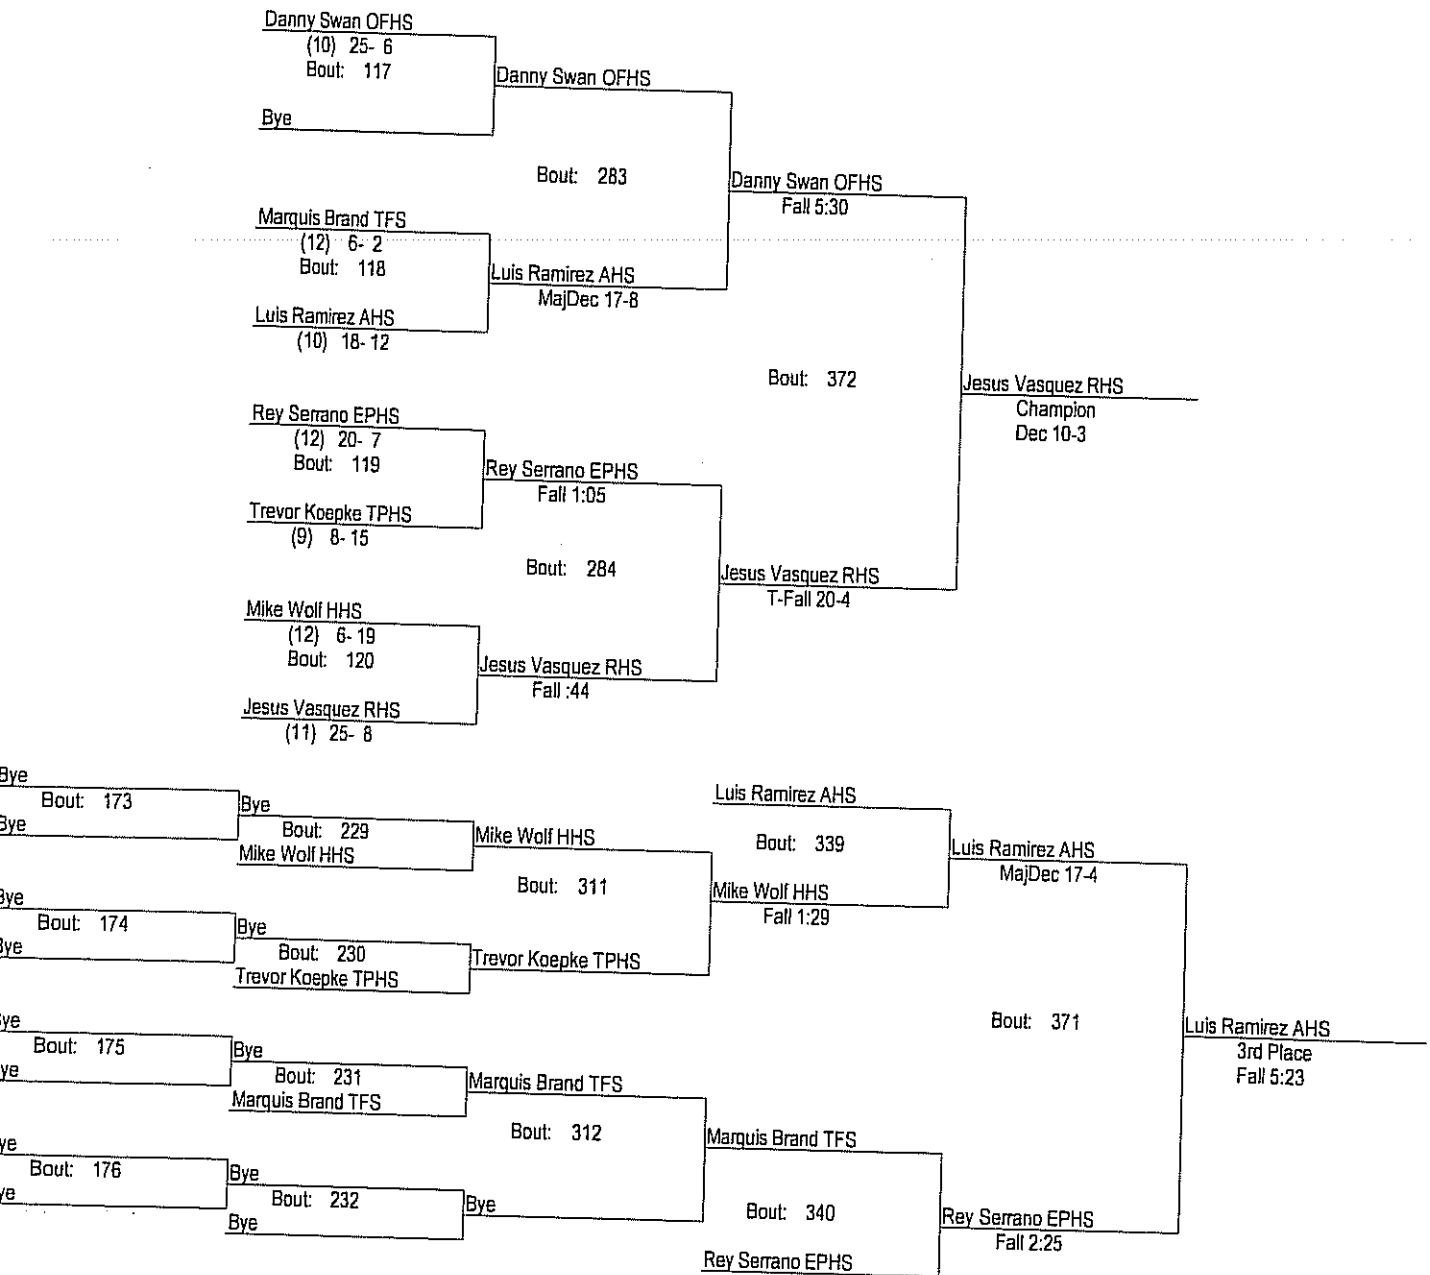 Danny Swan OFHS
(10) 25- 6
Bout: 117
Danny Swan OFHS
Bye
Bout: 283
Danny Swan OFHS
Fall 5:30
Marquis Brand TFS
(12) 6- 2
Bout: 118
Luis Ramirez AHS
MajDec 17-8
Luis Ramirez AHS
(10) 18- 12
Bout: 372
Jesus Vasquez RHS
Champion
Dec 10-3
Rey Serrano EPHS
(12) 20- 7
Bout: 119
Rey Serrano EPHS
Fall 1:05
Trevor Koepke TPHS
(9) 8- 15
Bout: 284
Jesus Vasquez RHS
T-Fall 20-4
Mike Wolf HHS
(12) 6- 19
Bout: 120
Jesus Vasquez RHS
Fall :44
Jesus Vasquez RHS
(11) 25- 8
Bye
Bout: 173
Bye
Bye
Bout: 229
Mike Wolf HHS
Mike Wolf HHS
Luis Ramirez AHS
Bout: 339
Luis Ramirez AHS
MajDec 17-4
Bout: 311
Mike Wolf HHS
Fall 1:29
Bye
Bout: 174
Bye
Bye
Bout: 230
Trevor Koepke TPHS
Trevor Koepke TPHS
Bout: 371
Luis Ramirez AHS
3rd Place
Fall 5:23
Bye
Bout: 175
Bye
Bye
Bout: 231
Marquis Brand TFS
Marquis Brand TFS
Bout: 312
Marquis Brand TFS
Bye
Bout: 176
Bye
Bye
Bout: 232
Bye
Bye
Bout: 340
Rey Serrano EPHS
Fall 2:25
Rey Serrano EPHS